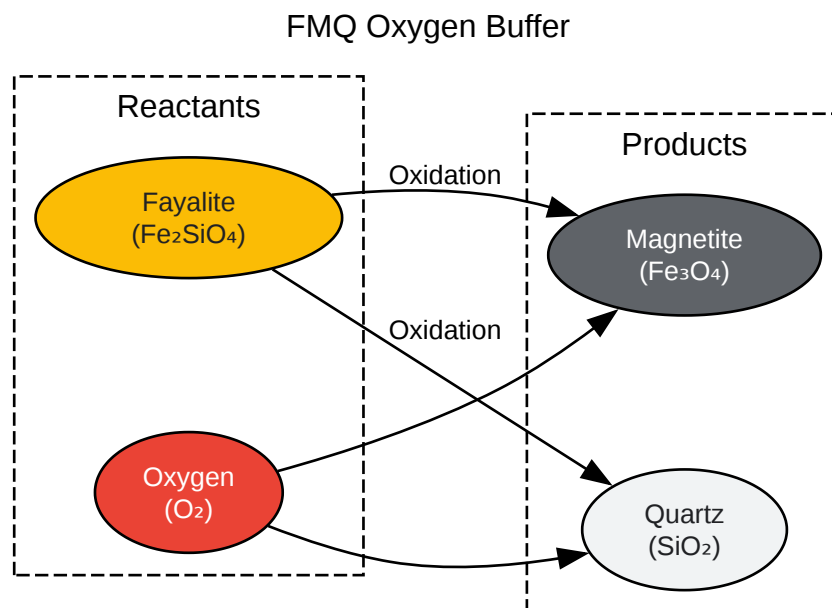 FMQ Oxygen Buffer
Reactants
Products
Oxidation
Fayalite
(Fe₂SiO₄)
Magnetite
(Fe₃O₄)
Oxidation
Oxygen
(O₂)
Quartz
(SiO₂)